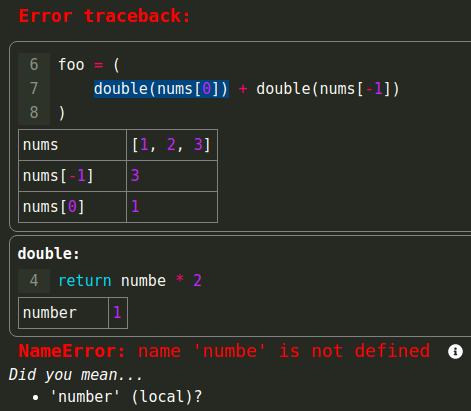 Error traceback:
6 foo = (
7 double(nums[0]) + double(nums[-1])
8 )
nums [1, 2, 3]
nums[-1] 3
nums[0] 1
double:
4 return numbe * 2
number 1
NameError: name 'numbe' is not defined
Did you mean...
• 'number' (local)?